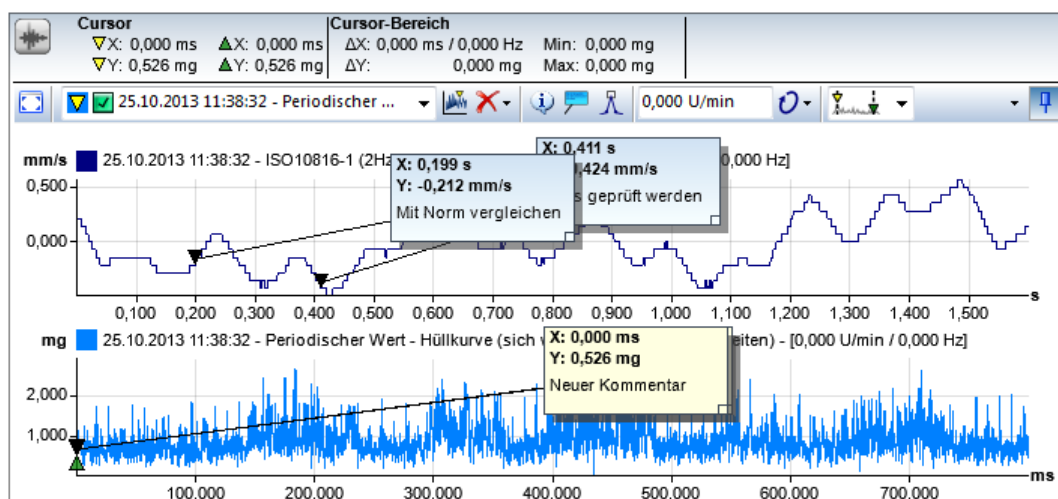 Cursor Cursor-Bereich
X: 0,000 ms X: 0,000 ms ΔX: 0,000 ms / 0,000 Hz Min: 0,000 mg
Y: 0,526 mg Y: 0,526 mg ΔY: 0,000 mg Max: 0,000 mg
25.10.2013 11:38:32 - Periodischer ... 0,000 U/min
mm/s 25.10.2013 11:38:32 - ISO10816-1 (2Hz 0,000 Hz]
X: 0,411 s
424 mm/s
s geprüft werden
X: 0,199 s
Y: -0,212 mm/s
Mit Norm vergleichen
0,500
0,000
0,100 0,200 0,300 0,400 0,500 0,600 0,700 0,800 0,900 1,000 1,100 1,200 1,300 1,400 1,500 s
mg 25.10.2013 11:38:32 - Periodischer Wert - Hüllkurve (sich eiten) - [0,000 U/min / 0,000 Hz]
X: 0,000 ms
Y: 0,526 mg
Neuer Kommentar
2,000
1,000
100,000 200,000 300,000 400,000 500,000 600,000 700,000 ms